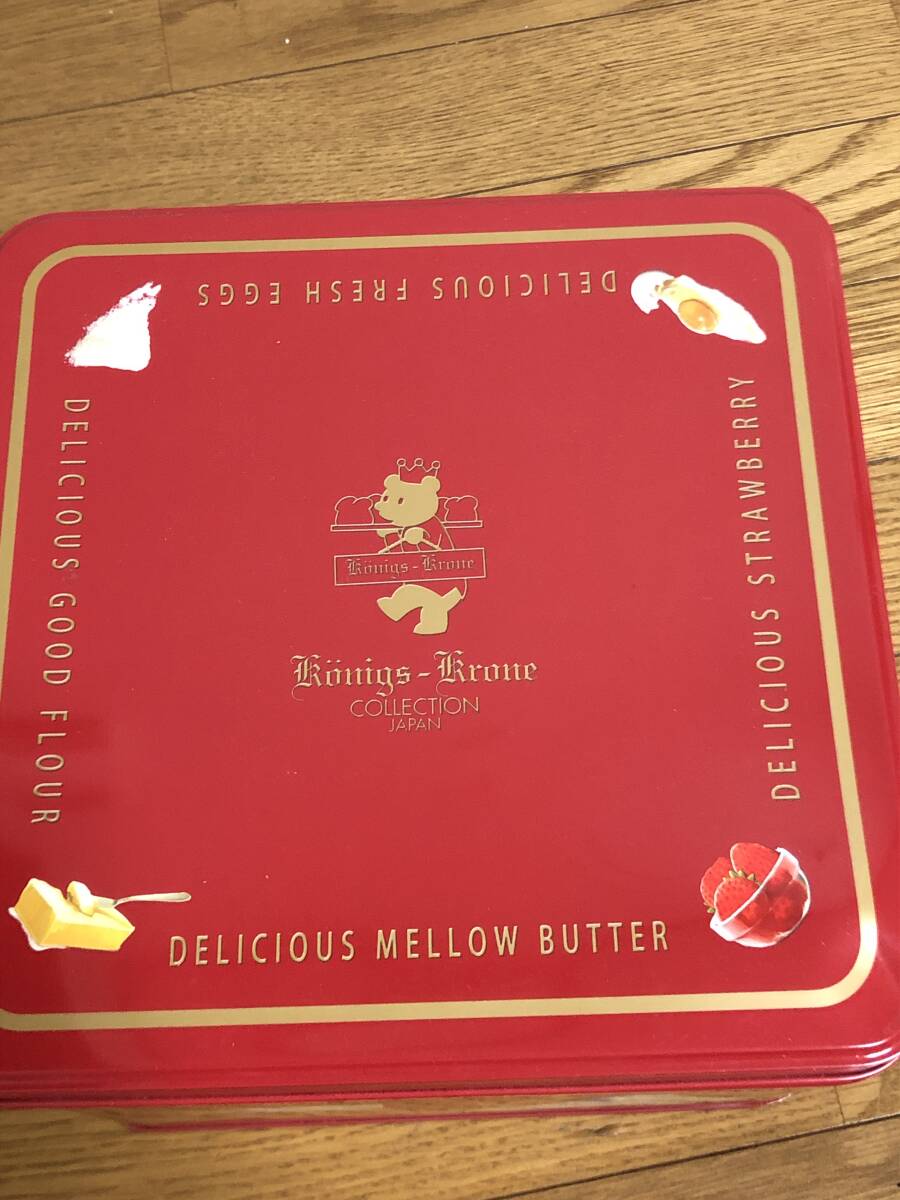 DELICIOUS FRESH EGGS
DELICIOUS GOOD FLOUR
DELICIOUS STRAWBERRY
Königs-Krone
Königs-Krone
COLLECTION
JAPAN
DELICIOUS MELLOW BUTTER